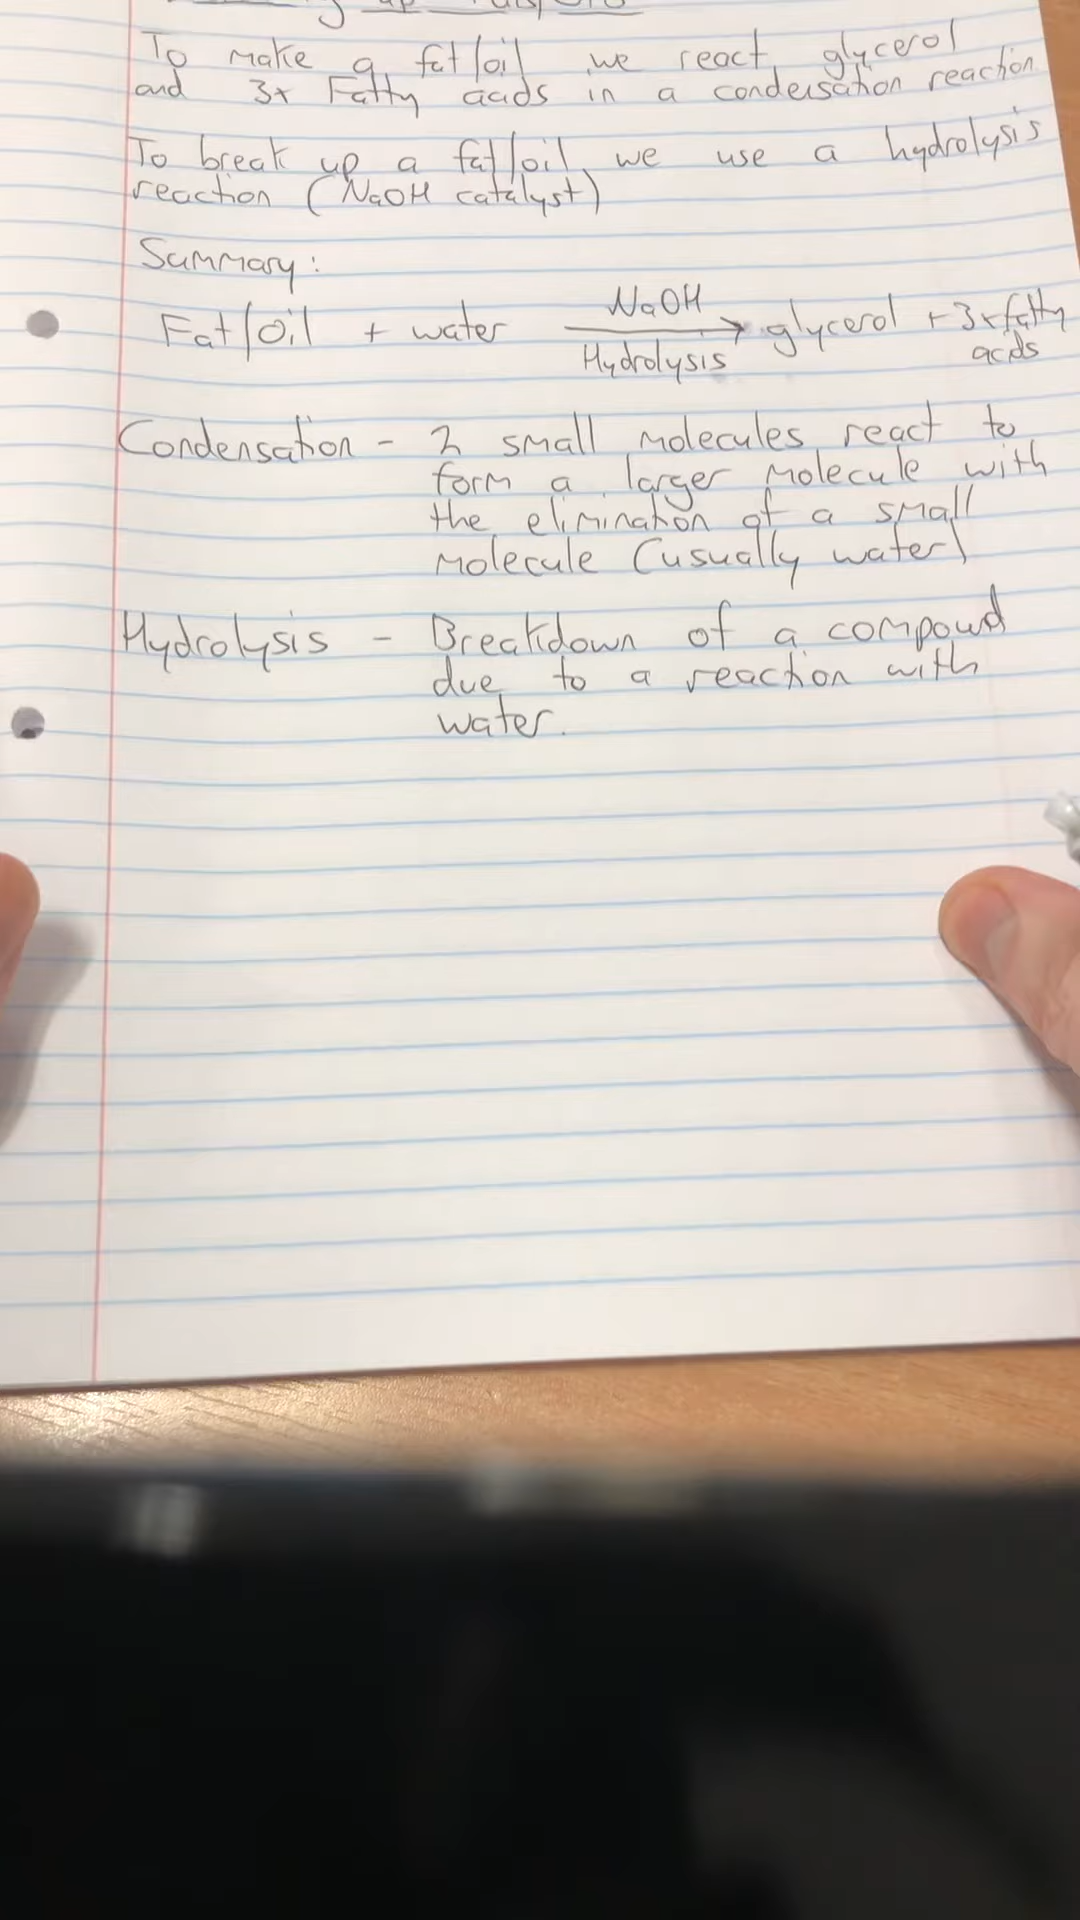 up
To make a fat/oil we react glycerol
and 3x Fatty acids in a condensation reaction
To break up a fat/oil we use a hydrolysis
reaction (NaOH catalyst)
Summary:
Fat/Oil + water NaOH Hydrolysis → glycerol + 3x fatty
acids
Condensation - 2 small molecules react to
form a larger molecule with
the elimination of a small
molecule (usually water)
Hydrolysis - Breakdown of a compound
due to a reaction with
water.